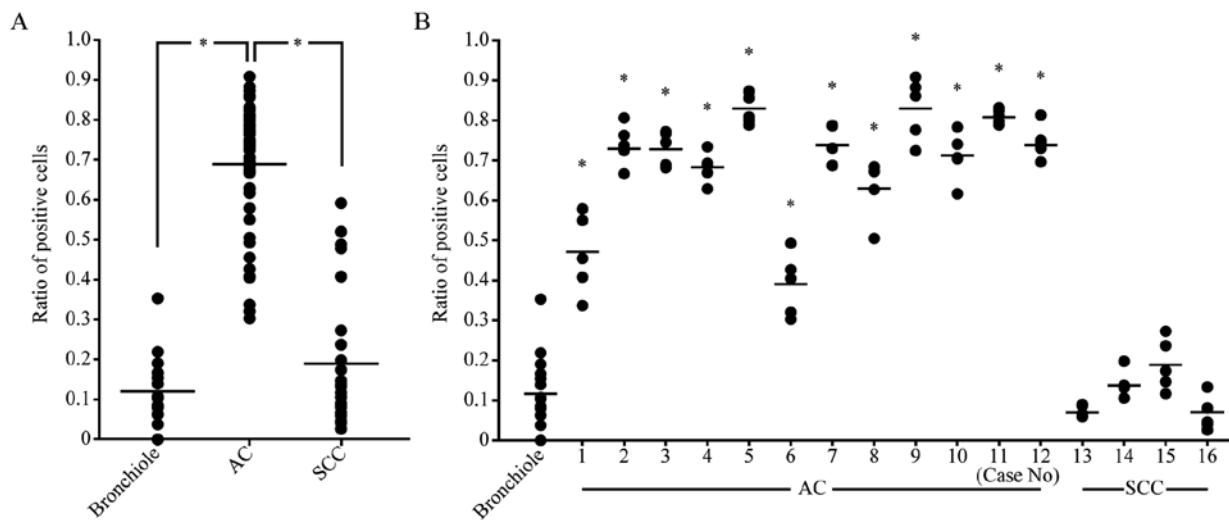 A
Ratio of positive cells
1.0
0.9
0.8
0.7
0.6
0.5
0.4
0.3
0.2
0.1
0
* *
Bronchiole AC SCC
B
Ratio of positive cells
1.0
0.9
0.8
0.7
0.6
0.5
0.4
0.3
0.2
0.1
0
* * * * * * * * * * * *
Bronchiole 1 2 3 4 5 6 7 8 9 10 11 12 13 14 15 16
(Case No)
AC SCC